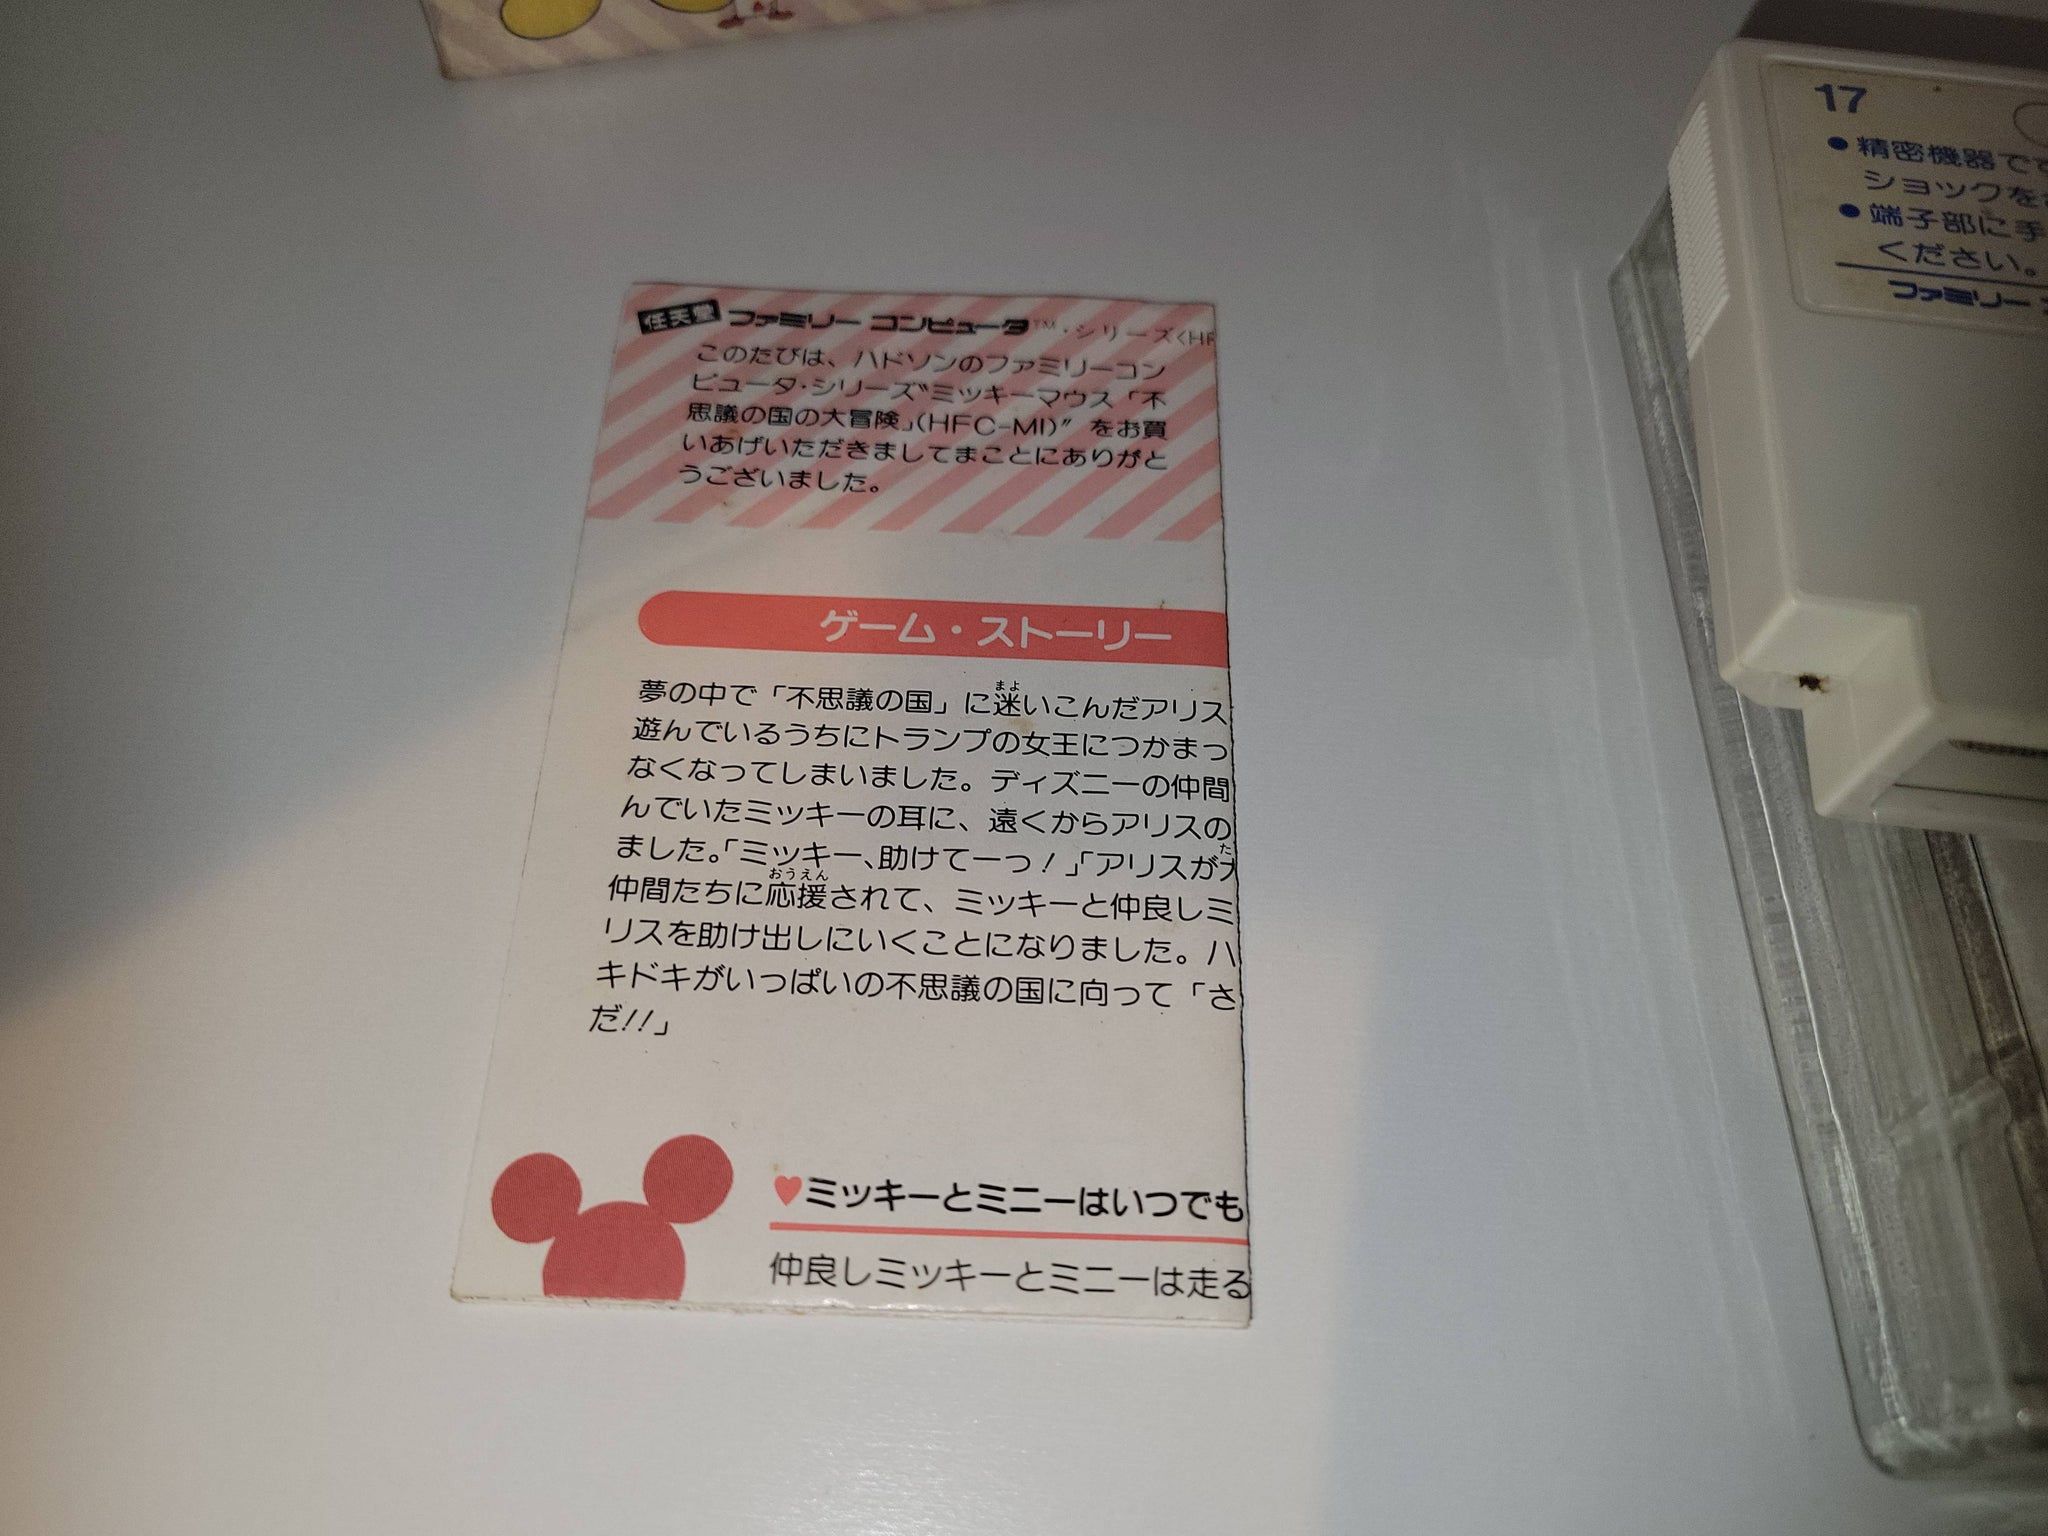 任天堂 ファミリー コンピュータ™・シリーズ<HF
このたびは、ハドソンのファミリーコン
ピュータ・シリーズ"ミッキーマウス「不
思議の国の大冒険」(HFC-MI)"をお買
いあげいただきましてまことにありがと
うございました。
ゲーム・ストーリー
夢の中で「不思議の国」に迷いこんだアリス
まよ
遊んでいるうちにトランプの女王につかまっ
なくなってしまいました。ディズニーの仲間
んでいたミッキーの耳に、遠くからアリスの
ました。「ミッキー、助けてーっ!」「アリスが
た
仲間たちに応援されて、ミッキーと仲良しミ
おうえん
リスを助け出しにいくことになりました。ハ
キドキがいっぱいの不思議の国に向って「さ
だ!!」
♥ミッキーとミニーはいつでも
仲良しミッキーとミニーは走る
17
●精密機器です
ショックを
●端子部に手
ください。
ファミリー